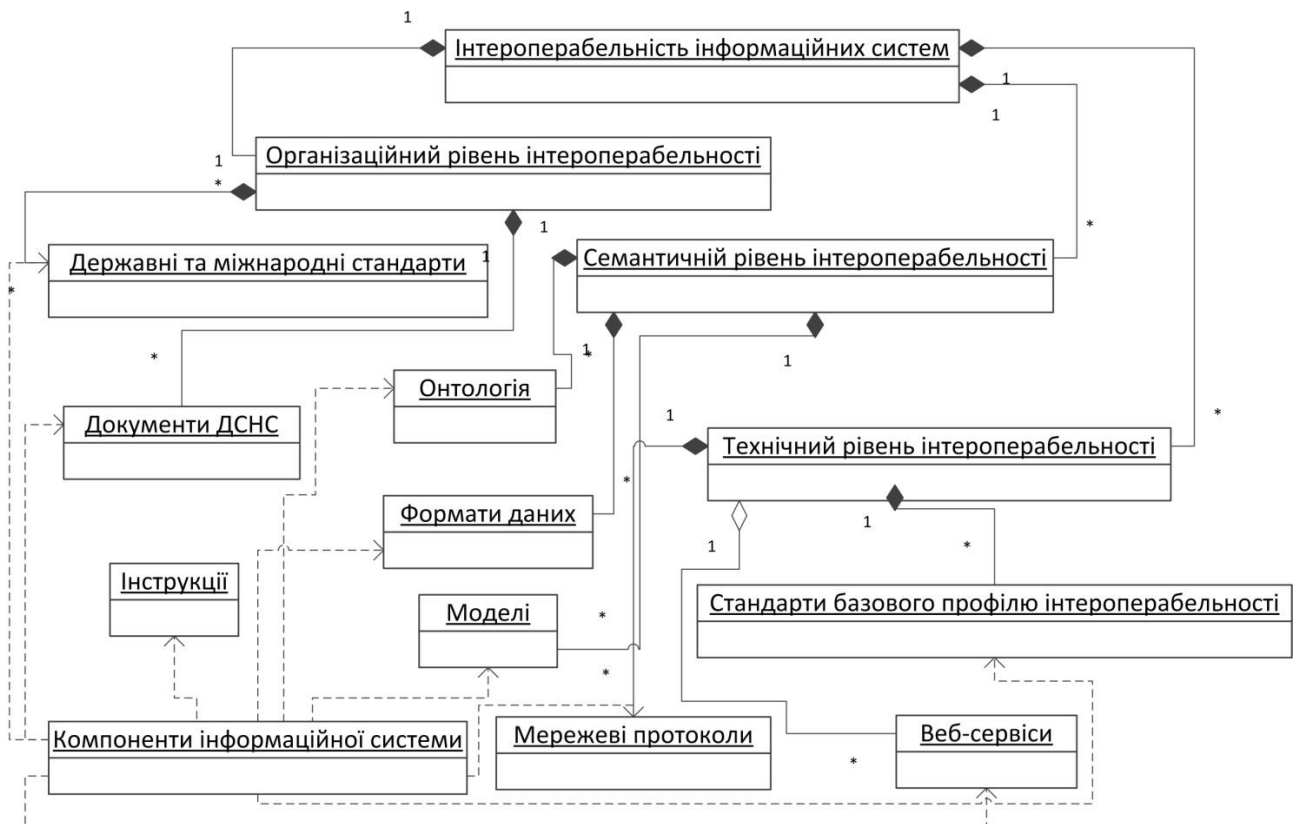 1
Інтероперабельність інформаційних систем
1
1
1
Організаційний рівень інтероперабельності
*
1
*
Державні та міжнародні стандарти
1
Семантичній рівень інтероперабельності
*
*
1
*
1
Онтологія
Документи ДСНС
1
*
Технічний рівень інтероперабельності
*
Формати даних
1
1
*
Інструкції
Моделі
*
Стандарти базового профілю інтероперабельності
*
Компоненти інформаційної системи
Мережеві протоколи
Веб-сервіси
*